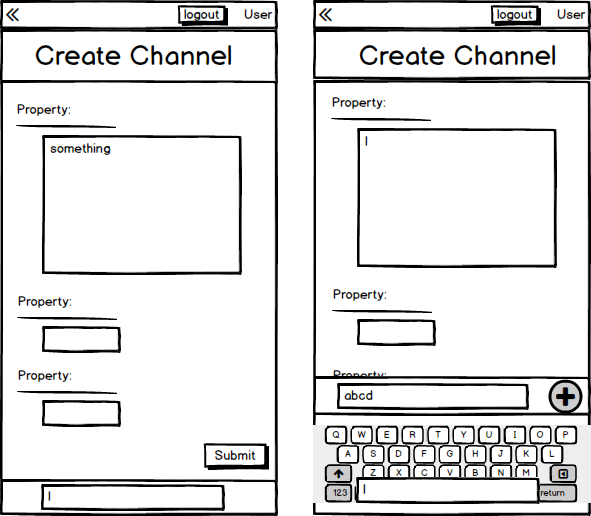 logout User
Create Channel
Property:
something
Property:
Property:
Submit
logout User
Create Channel
Property:
Property:
Property:
abcd
Q W E R T Y U I O P
A S D F G H J K L
Z X C V B N M
123 return